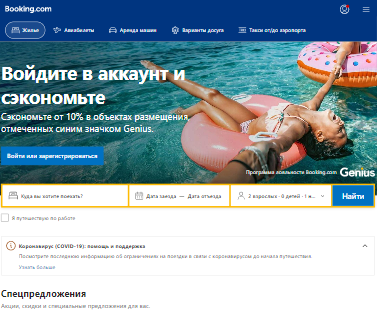 Booking.com
Жилье
Авиабилеты
Аренда машин
Варианты досуга
Такси от/до аэропорта
Войдите в аккаунт и
сэкономьте
Сэкономьте от 10% в объектах размещения,
отмеченных синим значком Genius.
Войти или зарегистрироваться
Программа лояльности Booking.com
Genius
Куда вы хотите поехать?
Дата заезда — Дата отъезда
2 взрослых · 0 детей · 1 н...
Найти
Я путешествую по работе
Коронавирус (COVID-19): помощь и поддержка
Посмотрите последнюю информацию об ограничениях на поездки в связи с коронавирусом до начала путешествия.
Узнать больше
Спецпредложения
Акции, скидки и специальные предложения для вас.